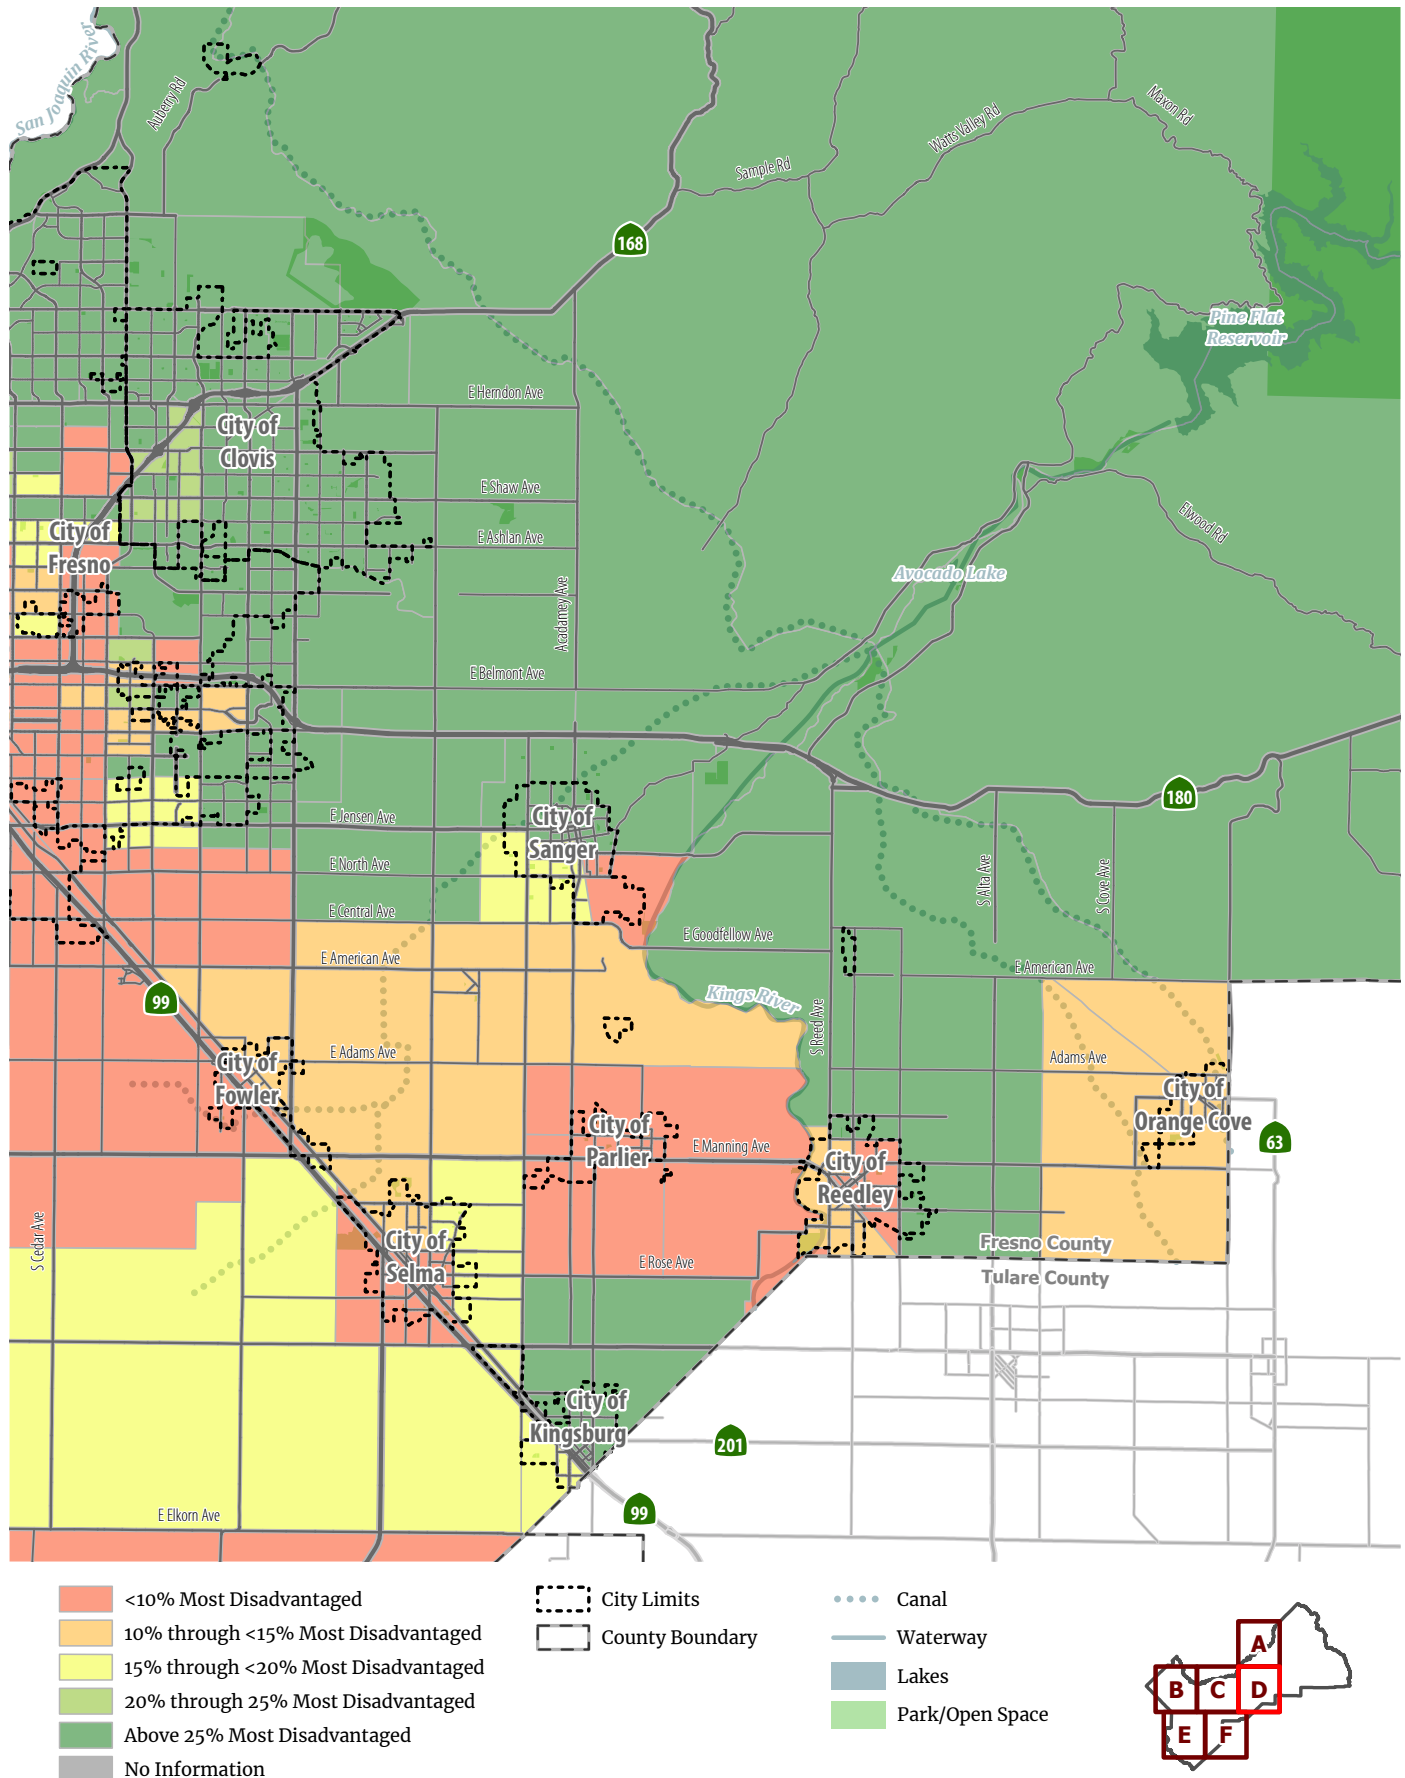 San Joaquin River
Auberry Rd
168
Sample Rd
Watts Valley Rd
Maxon Rd
Pine Flat
Reservoir
E Herndon Ave
City of
Clovis
E Shaw Ave
City of
Fresno
E Ashlan Ave
Elwood Rd
Avocado Lake
Acadamey Ave
E Belmont Ave
180
E Jensen Ave
City of
Sanger
E North Ave
S Alta Ave
S Cove Ave
E Central Ave
E Goodfellow Ave
E American Ave
E American Ave
99
Kings River
S Reed Ave
E Adams Ave
Adams Ave
City of
Fowler
City of
Orange Cove
City of
Parlier
E Manning Ave
63
City of
Reedley
S Cedar Ave
City of
Selma
Fresno County
E Rose Ave
Tulare County
City of
Kingsburg
201
99
E Elkorn Ave
<10% Most Disadvantaged
10% through <15% Most Disadvantaged
15% through <20% Most Disadvantaged
20% through 25% Most Disadvantaged
Above 25% Most Disadvantaged
No Information
City Limits
County Boundary
Canal
Waterway
Lakes
Park/Open Space
A
B
C
D
E
F